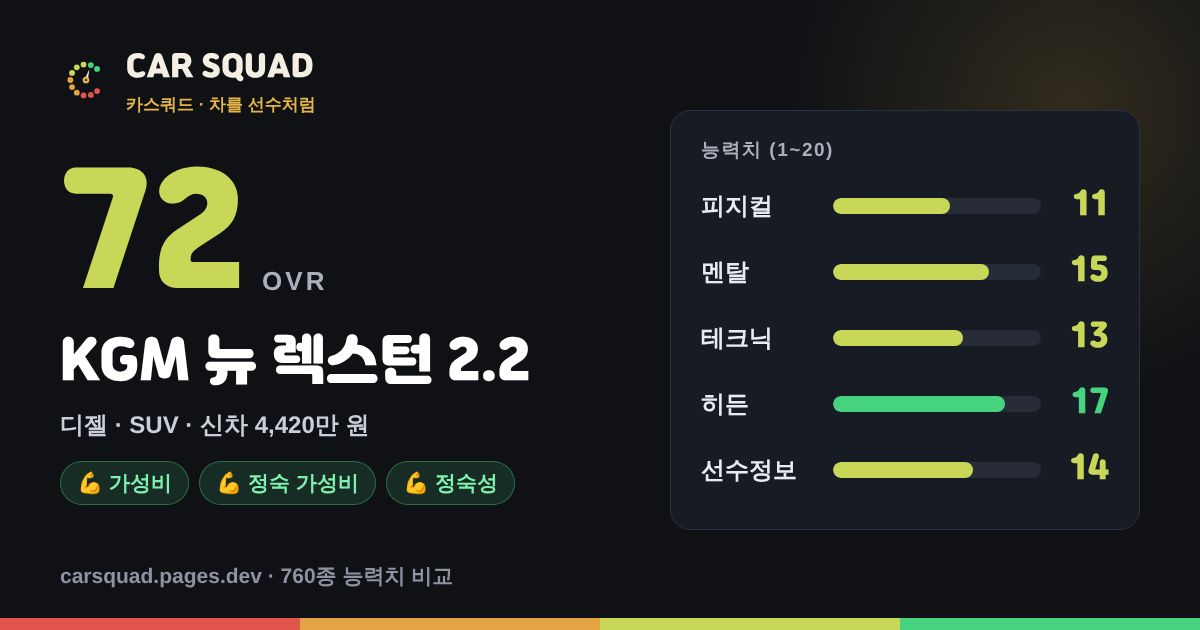 CAR SQUAD
카스쿼드 · 차를 선수처럼
72 OVR
KGM 뉴 렉스턴 2.2
디젤 · SUV · 신차 4,420만 원
💪 가성비 💪 정숙 가성비 💪 정숙성
carsquad.pages.dev · 760종 능력치 비교
능력치 (1~20)
피지컬 11
멘탈 15
테크닉 13
히든 17
선수정보 14